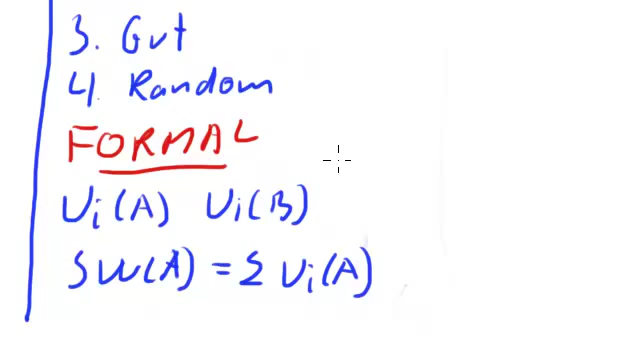 3. Gut
4. Random
FORMAL
Ui(A) Ui(B)
SW(A) = Σ Ui(A)